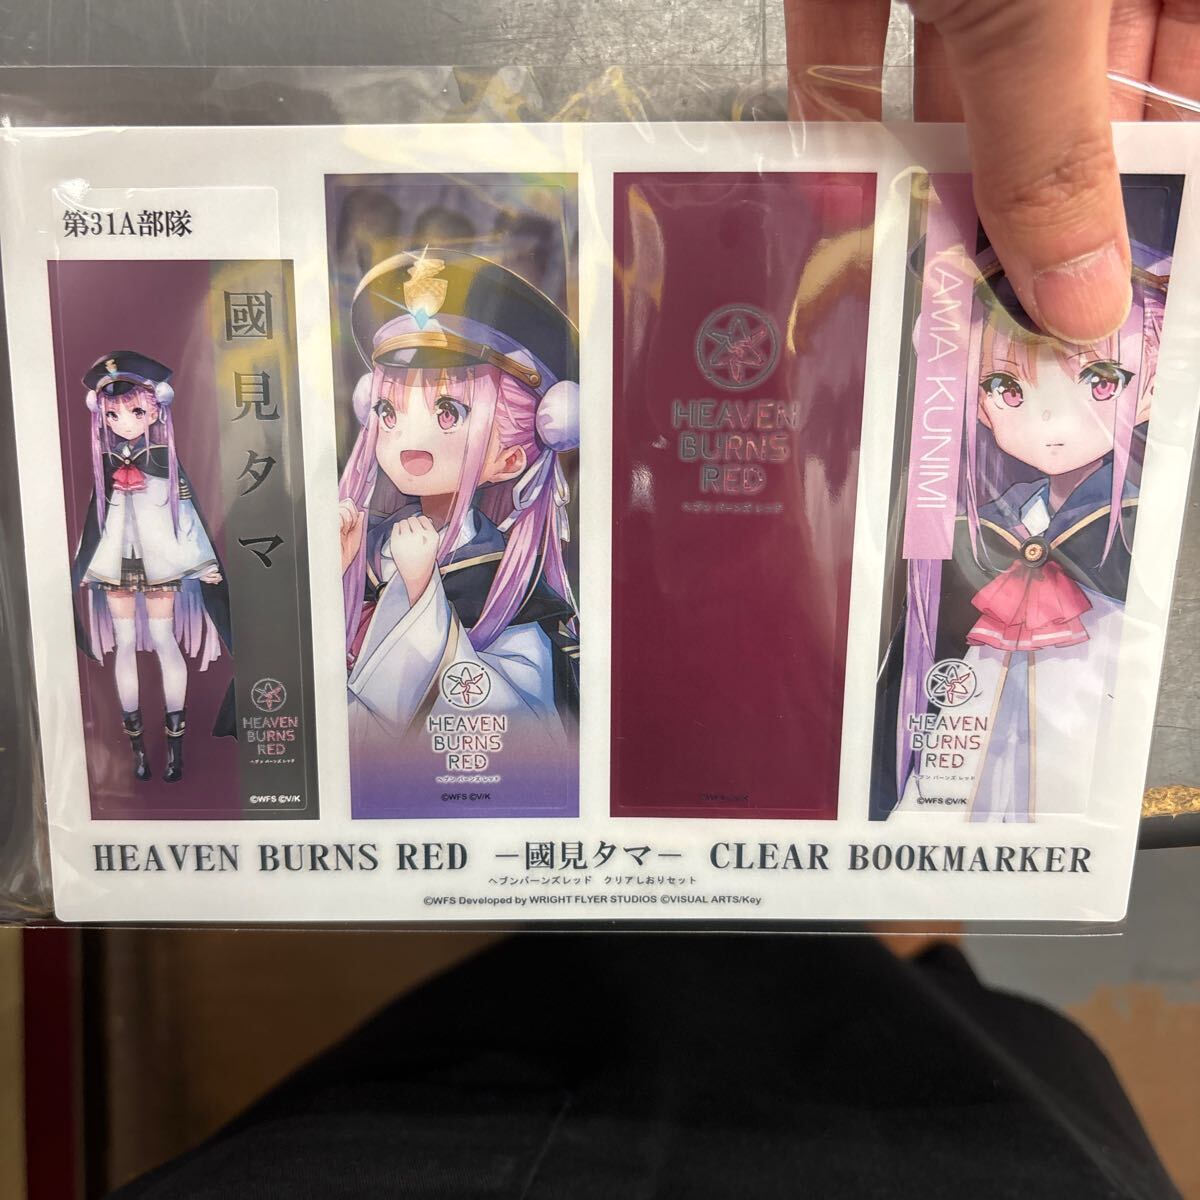 第31A部隊
國見タマ
HEAVEN
BURNS
RED
ヘブンバーンズレッド
©WFS ©V/K
HEAVEN
BURNS
RED
ヘブンバーンズレッド
©WFS ©V/K
HEAVEN
BURNS
RED
ヘブンバーンズレッド
©WFS ©V/K
AMA KUNIMI
HEAVEN
BURNS
RED
ヘブンバーンズレッド
©WFS ©V/K
HEAVEN BURNS RED －國見タマ－ CLEAR BOOKMARKER
ヘブンバーンズレッド クリアしおりセット
©WFS Developed by WRIGHT FLYER STUDIOS ©VISUAL ARTS/Key